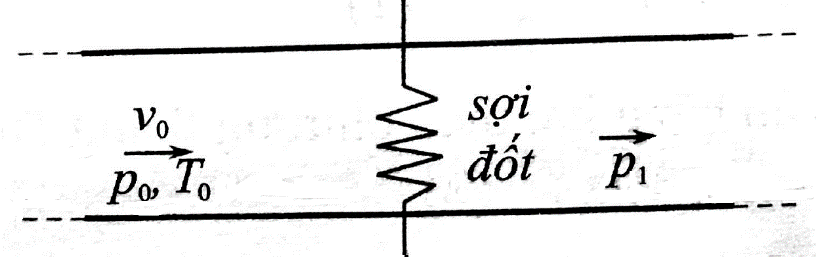 v₀
p₀, T₀
sợi
đốt
p₁